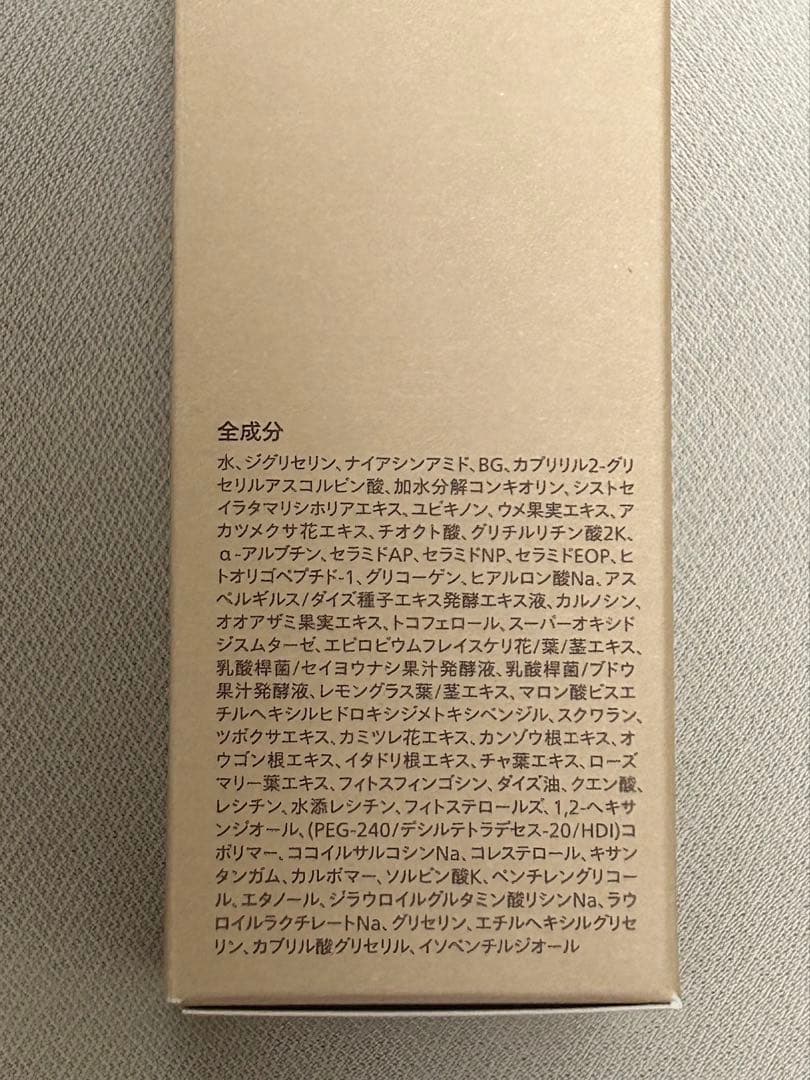 全成分
水、ジグリセリン、ナイアシンアミド、BG、カプリリル2-グリ
セリルアスコルビン酸、加水分解コンキオリン、シストセ
イラタマリシホリアエキス、ユビキノン、ウメ果実エキス、ア
カツメクサ花エキス、チオクト酸、グリチルリチン酸2K、
α-アルブチン、セラミドAP、セラミドNP、セラミドEOP、ヒ
トオリゴペプチド-1、グリコーゲン、ヒアルロン酸Na、アス
ペルギルス/ダイズ種子エキス発酵エキス液、カルノシン、
オオアザミ果実エキス、トコフェロール、スーパーオキシド
ジスムターゼ、エピロビウムフレイスケリ花/葉/茎エキス、
乳酸桿菌/セイヨウナシ果汁発酵液、乳酸桿菌/ブドウ
果汁発酵液、レモングラス葉/茎エキス、マロン酸ビスエ
チルヘキシルヒドロキシジメトキシベンジル、スクワラン、
ツボクサエキス、カミツレ花エキス、カンゾウ根エキス、オ
ウゴン根エキス、イタドリ根エキス、チャ葉エキス、ローズ
マリー葉エキス、フィトスフィンゴシン、ダイズ油、クエン酸、
レシチン、水添レシチン、フィトステロールズ、1,2-ヘキサ
ンジオール、(PEG-240/デシルテトラデセス-20/HDI)コ
ポリマー、ココイルサルコシンNa、コレステロール、キサン
タンガム、カルボマー、ソルビン酸K、ペンチレングリコー
ル、エタノール、ジラウロイルグルタミン酸リシンNa、ラウ
ロイルラクチレートNa、グリセリン、エチルヘキシルグリセ
リン、カプリル酸グリセリル、イソペンチルジオール